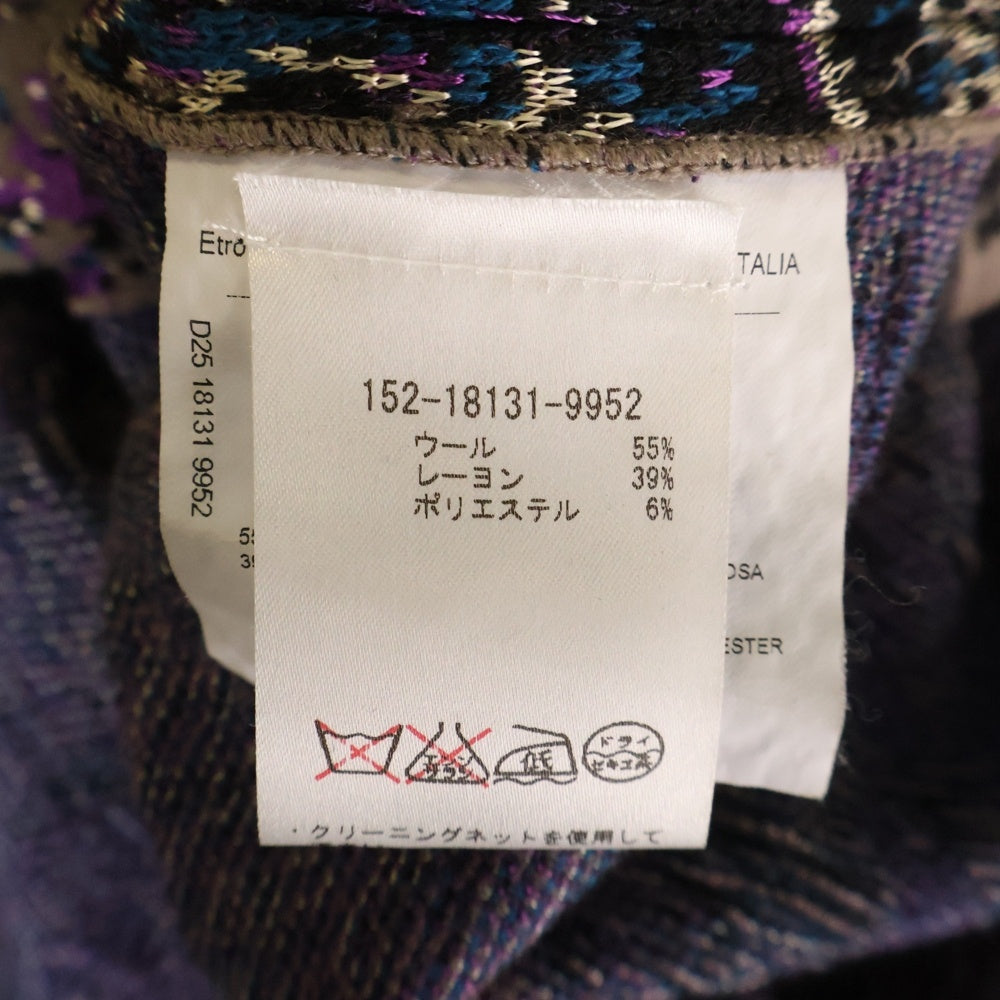 Etro
TALIA
D25 18131 9952
152-18131-9952
ウール 55%
レーヨン 39%
ポリエステル 6%
OSA
ESTER
低
ドライ
セキユ系
・クリーニングネットを使用して